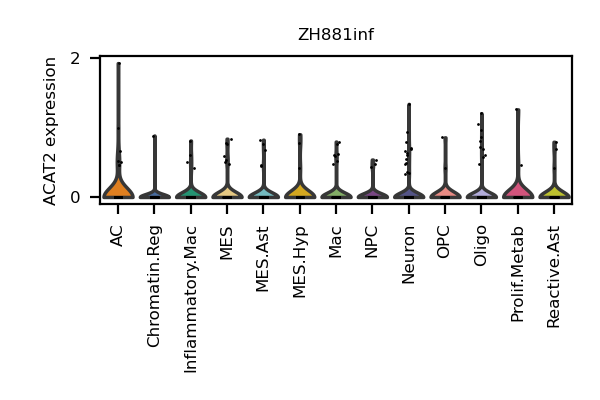 ZH881inf
ACAT2 expression
2
0
AC
Chromatin.Reg
Inflammatory.Mac
MES
MES.Ast
MES.Hyp
Mac
NPC
Neuron
OPC
Oligo
Prolif.Metab
Reactive.Ast